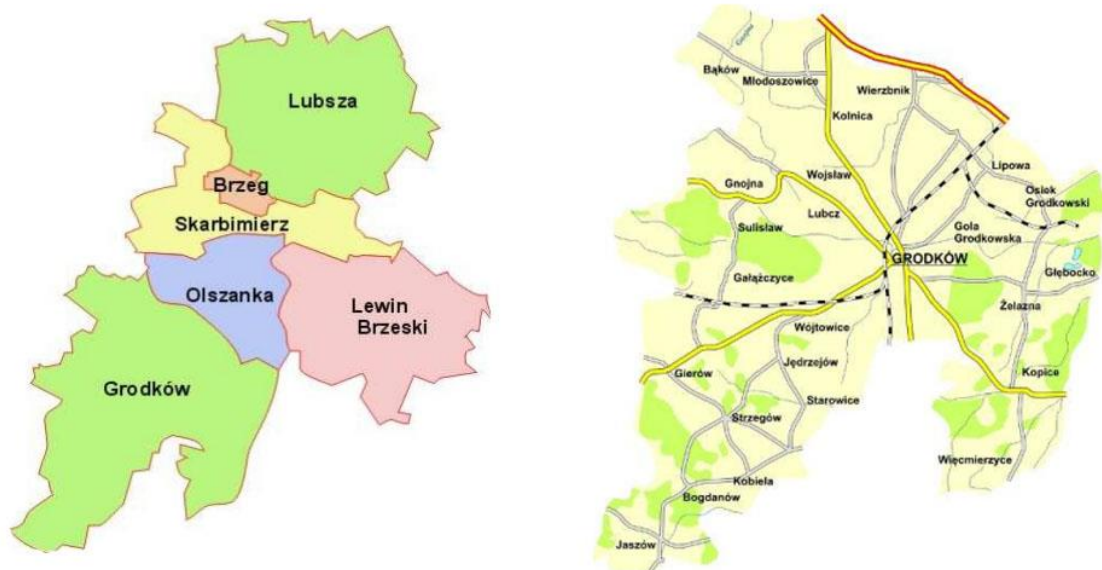 Lubsza
Brzeg
Skarbimierz
Olszanka
Lewin
Brzeski
Grodków
Bąków
Młodoszowice
Wierzbnik
Kolnica
Lipowa
Gnojna
Wojsław
Osiek
Grodkowski
Lubcz
Sulisław
Gola
Grodkowska
GRODKÓW
Głębocko
Gałążczyce
Żelazna
Wójtowice
Jędrzejów
Gierów
Kopice
Starowice
Strzegów
Więcmierzyce
Kobiela
Bogdanów
Jaszów